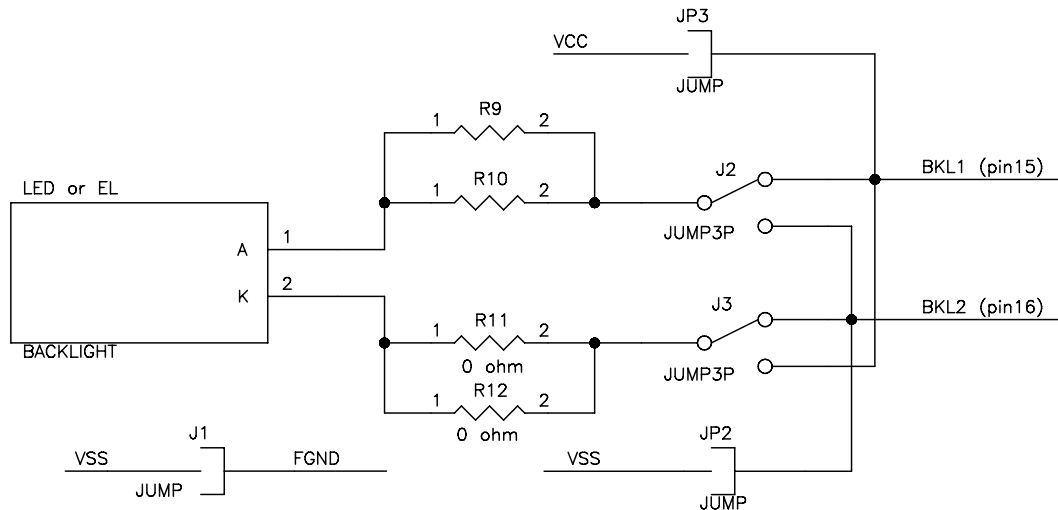 JP3
VCC
JUMP
R9
1 2
LED or EL
R10
1 2
J2
BKL1 (pin15)
JUMP3P
A 1
K 2
J3
BKL2 (pin16)
R11
1 2
0 ohm
JUMP3P
BACKLIGHT
R12
1 2
0 ohm
J1
VSS FGND
JUMP
JP2
VSS
JUMP